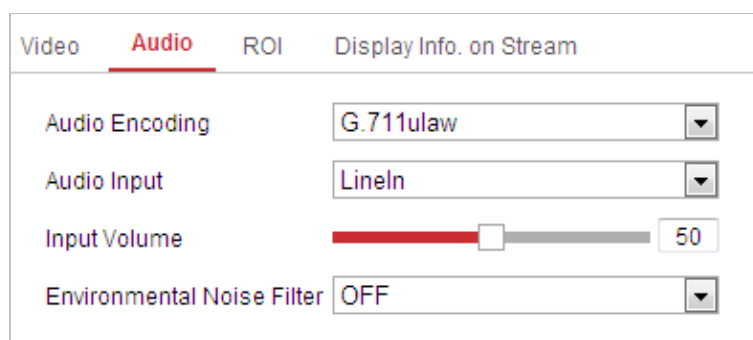 Video Audio ROI Display Info. on Stream
Audio Encoding G.711ulaw
Audio Input LineIn
Input Volume 50
Environmental Noise Filter OFF